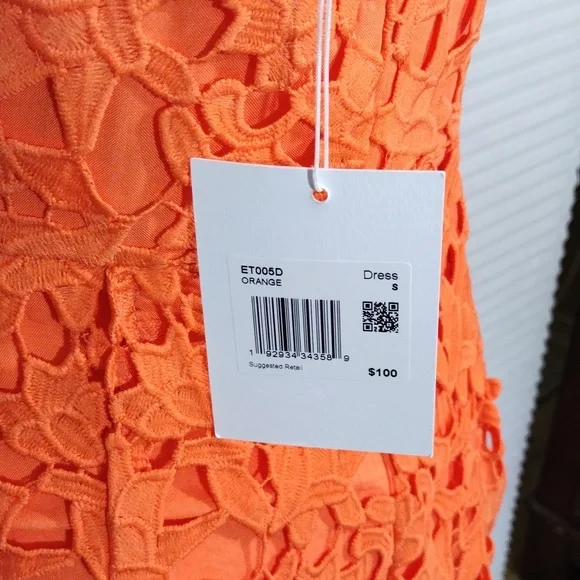 ET005D Dress
ORANGE S
1 92934 34358 9
Suggested Retail
$100